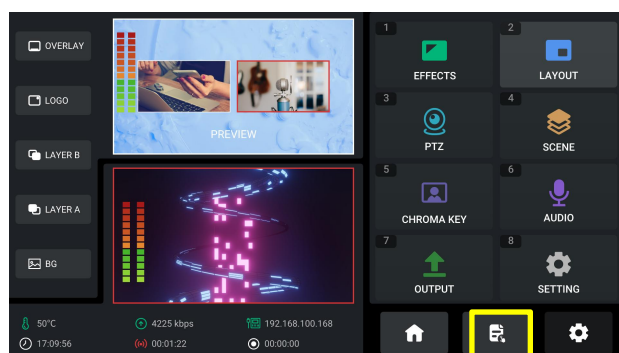 OVERLAY
LOGO
LAYER B
LAYER A
BG
PREVIEW
50°C
4225 kbps
192.168.100.168
17:09:56
00:01:22
00:00:00
1
EFFECTS
2
LAYOUT
3
PTZ
4
SCENE
5
CHROMA KEY
6
AUDIO
7
OUTPUT
8
SETTING